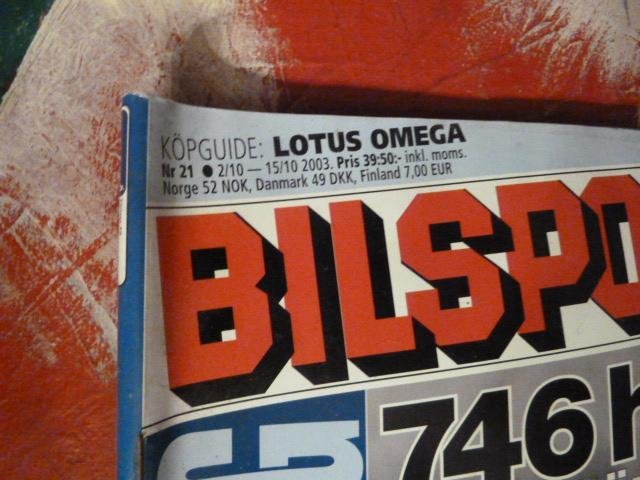 KÖPGUIDE: LOTUS OMEGA
Nr 21 ● 2/10 — 15/10 2003. Pris 39:50:- inkl. moms.
Norge 52 NOK, Danmark 49 DKK, Finland 7,00 EUR
BILSPO
746 h